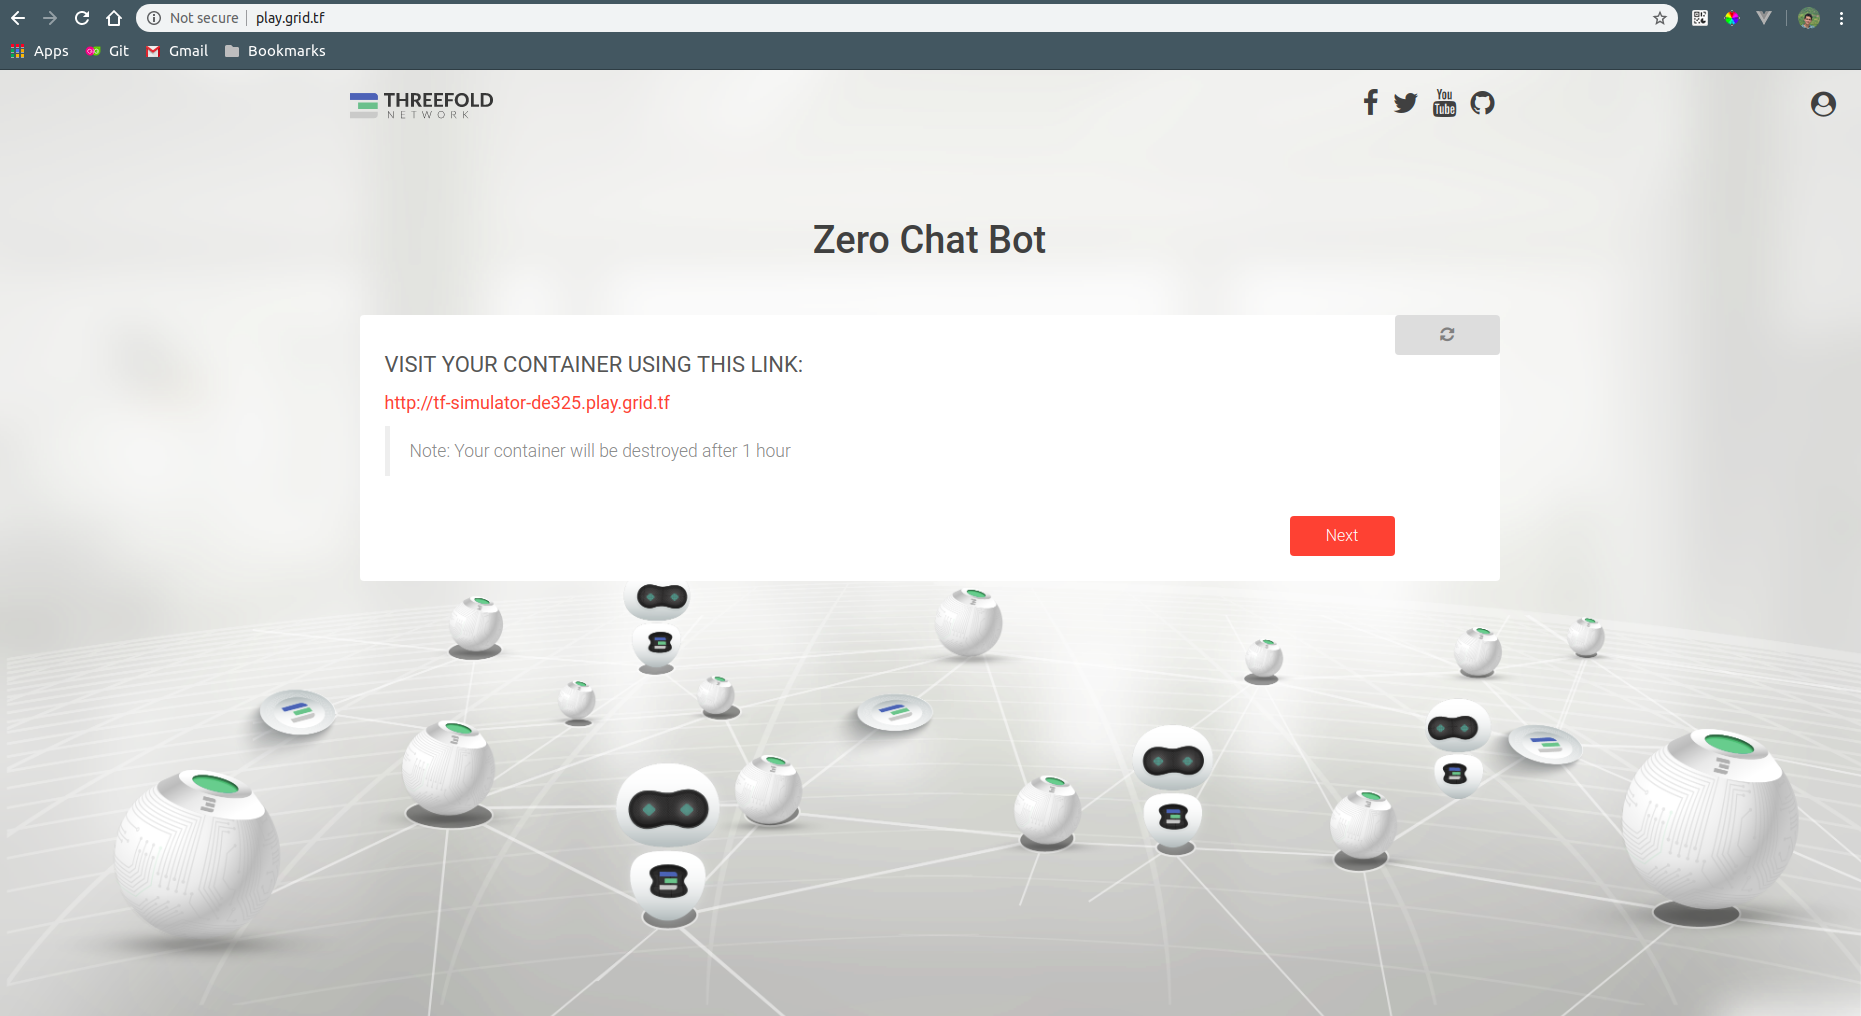 Not secure | play.grid.tf
Apps Git Gmail Bookmarks
THREEFOLD
NETWORK
You
Tube
Zero Chat Bot
VISIT YOUR CONTAINER USING THIS LINK:
http://tf-simulator-de325.play.grid.tf
Note: Your container will be destroyed after 1 hour
Next